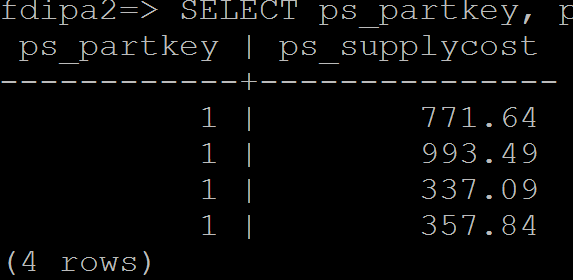 fdipa2=> SELECT ps_partkey, p
ps_partkey | ps_supplycost
------------+---------------
1 | 771.64
1 | 993.49
1 | 337.09
1 | 357.84
(4 rows)